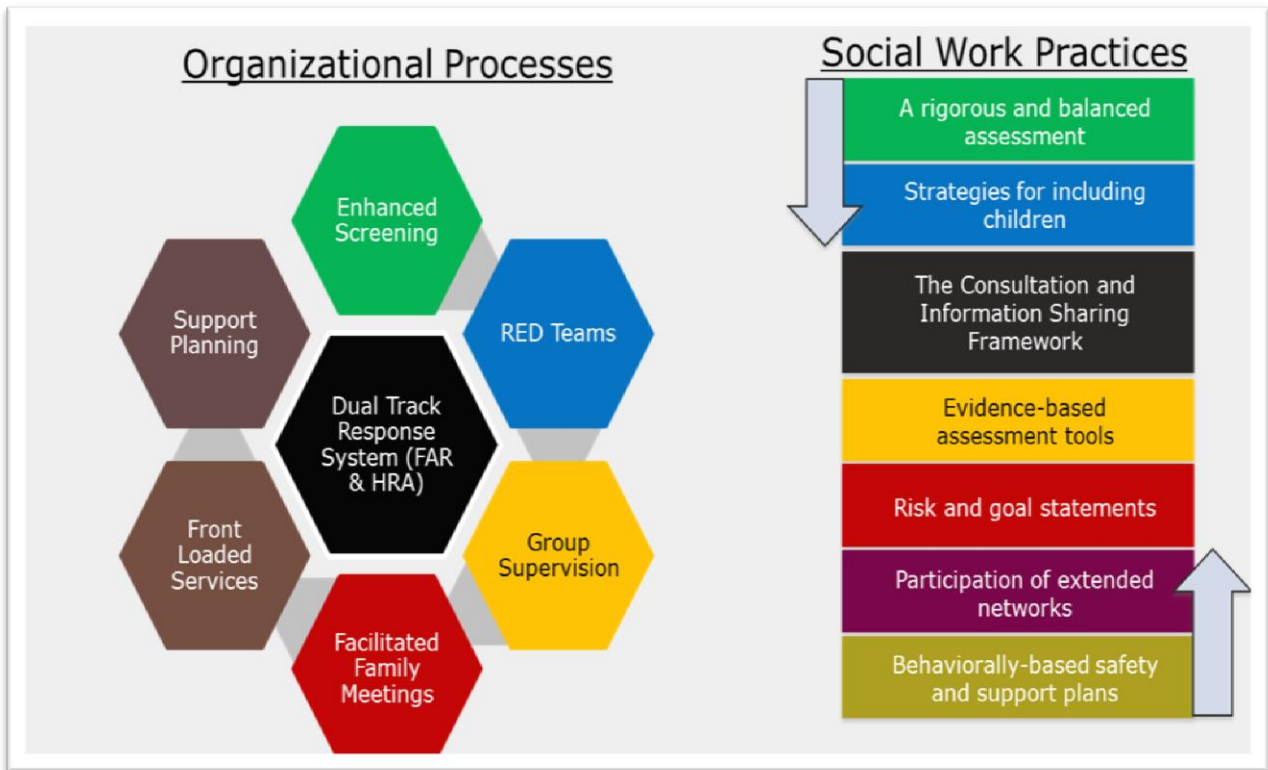 Organizational Processes
Enhanced
Screening
RED Teams
Group
Supervision
Facilitated
Family
Meetings
Front
Loaded
Services
Support
Planning
Dual Track
Response
System (FAR
& HRA)
Social Work Practices
A rigorous and balanced
assessment
Strategies for including
children
The Consultation and
Information Sharing
Framework
Evidence-based
assessment tools
Risk and goal statements
Participation of extended
networks
Behaviorally-based safety
and support plans